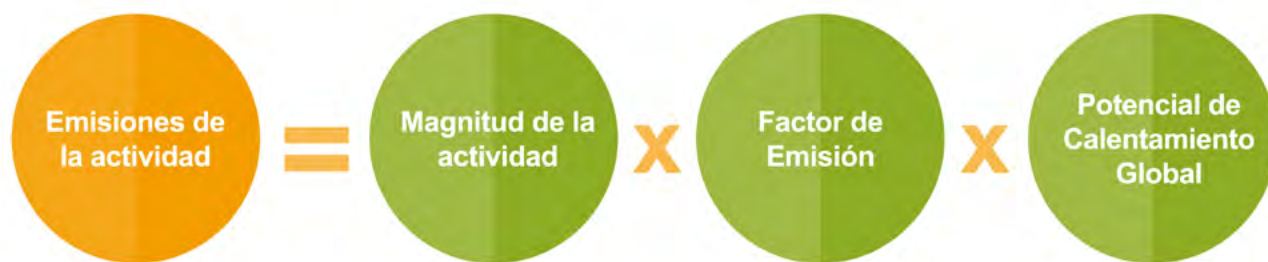 Emisiones de
la actividad
=
Magnitud de la
actividad
x
Factor de
Emisión
x
Potencial de
Calentamiento
Global